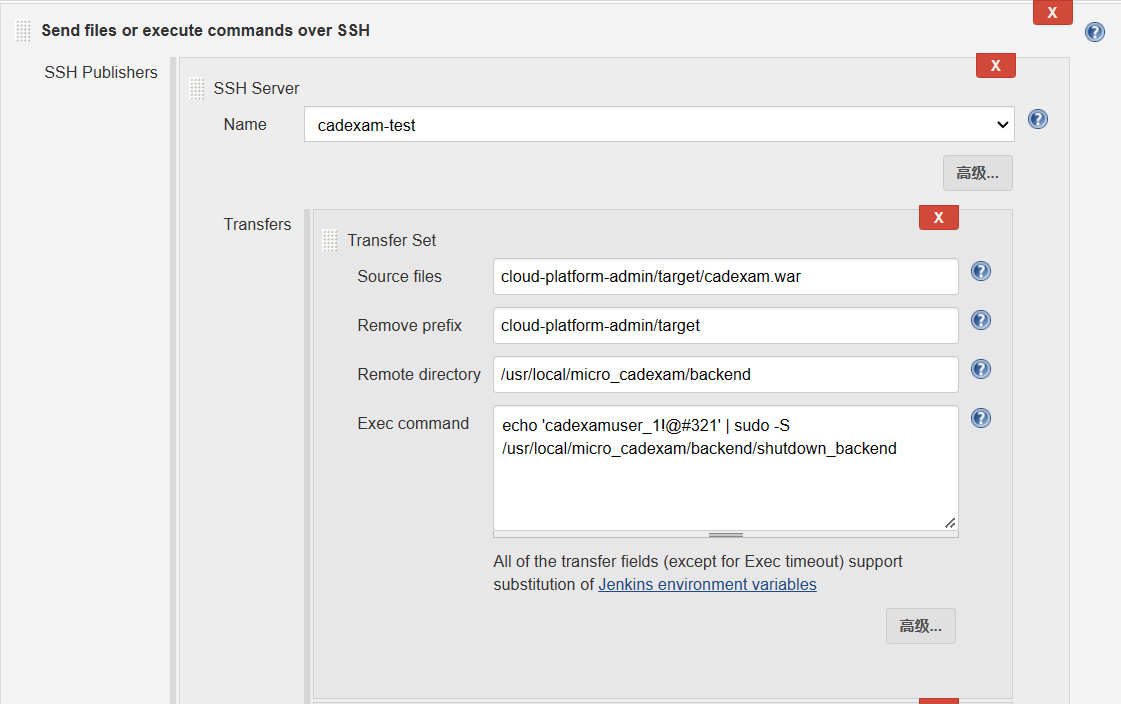 X
Send files or execute commands over SSH
?
SSH Publishers
X
SSH Server
Name
cadexam-test
?
高级...
Transfers
X
Transfer Set
Source files
cloud-platform-admin/target/cadexam.war
?
Remove prefix
cloud-platform-admin/target
?
Remote directory
/usr/local/micro_cadexam/backend
?
Exec command
echo 'cadexamuser_1!@#321' | sudo -S
/usr/local/micro_cadexam/backend/shutdown_backend
?
All of the transfer fields (except for Exec timeout) support
substitution of Jenkins environment variables
高级...